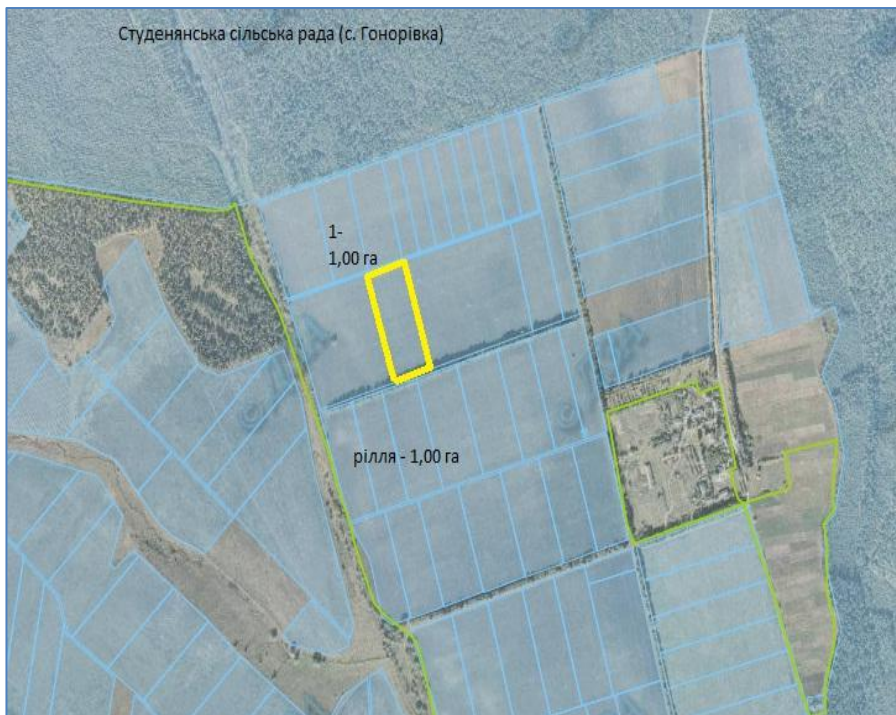 Студенянська сільська рада (с. Гонорівка)
1-
1,00 га
рілля - 1,00 га